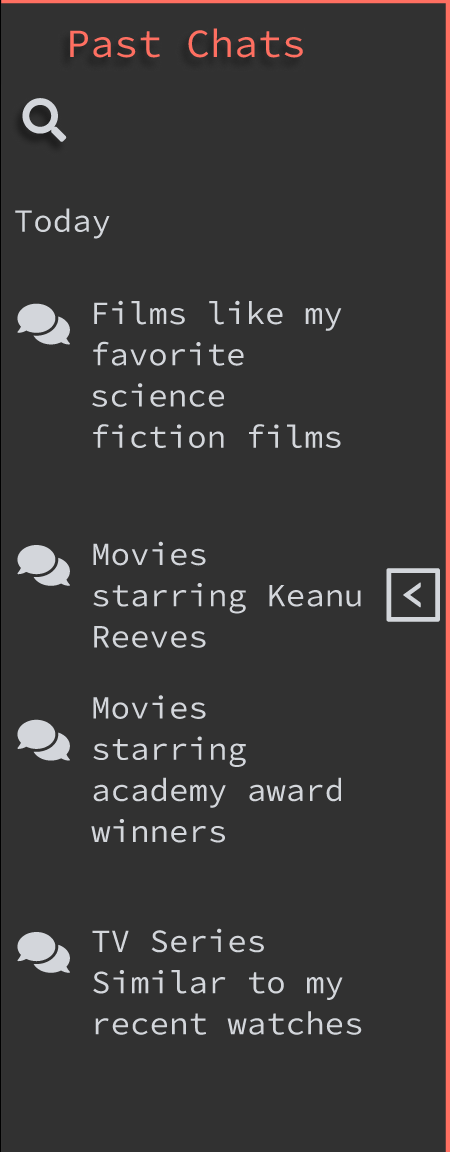 Past Chats
Today
Films like my
favorite
science
fiction films
Movies
starring Keanu
Reeves
Movies
starring
academy award
winners
TV Series
Similar to my
recent watches